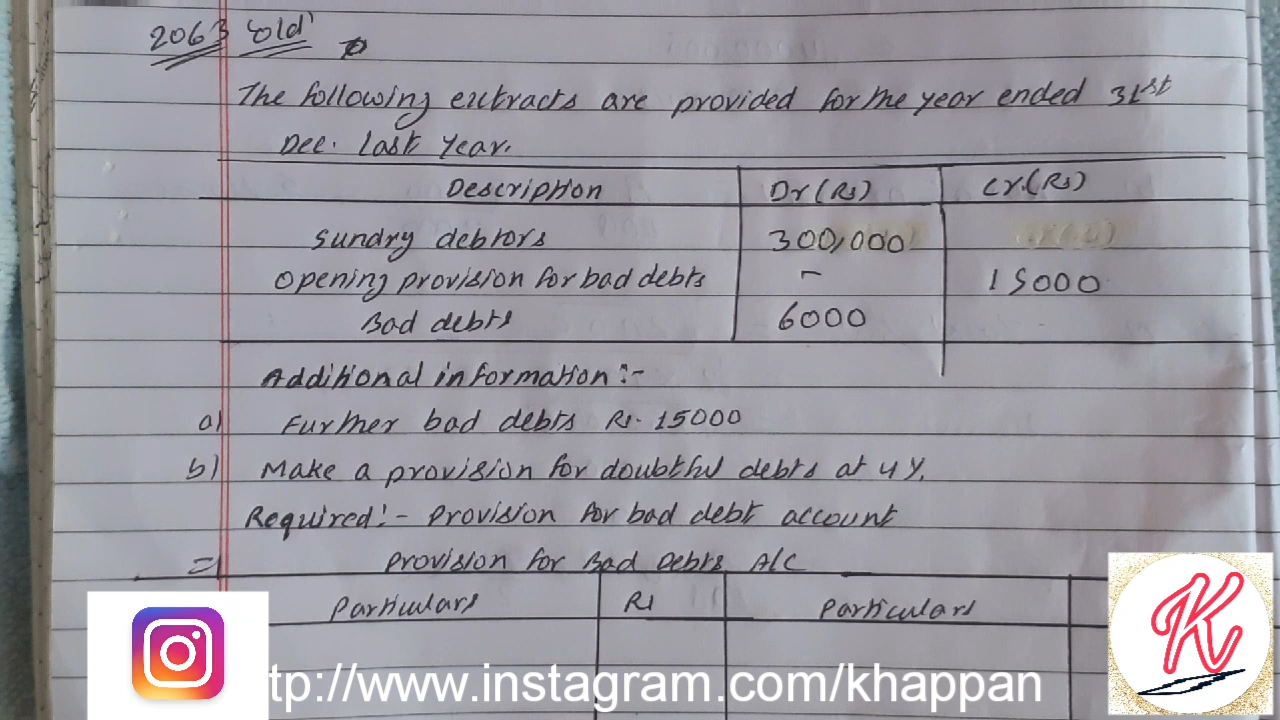 2063 old
The following extracts are provided for the year ended 31st
Dec. last year.
Description Dr (Rs) Cr. (Rs)
Sundry debtors 300,000
Opening provision for bad debts - 15000
Bad debts 6000
Additional information :-
a) Further bad debts Rs. 15000
b) Make a provision for doubtful debts at 4%.
Required :- Provision for bad debt account
=) Provision for Bad Debts A/C
Particulars Rs Particulars
K
tp://www.instagram.com/khappan